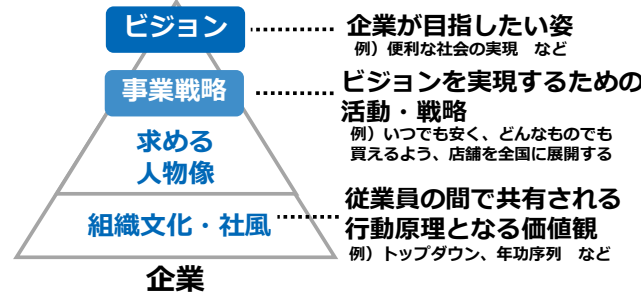 ビジョン
企業が目指したい姿
例）便利な社会の実現　など
事業戦略
ビジョンを実現するための
活動・戦略
例）いつでも安く、どんなものでも
買えるよう、店舗を全国に展開する
求める
人物像
組織文化・社風
従業員の間で共有される
行動原理となる価値観
例）トップダウン、年功序列　など
企業